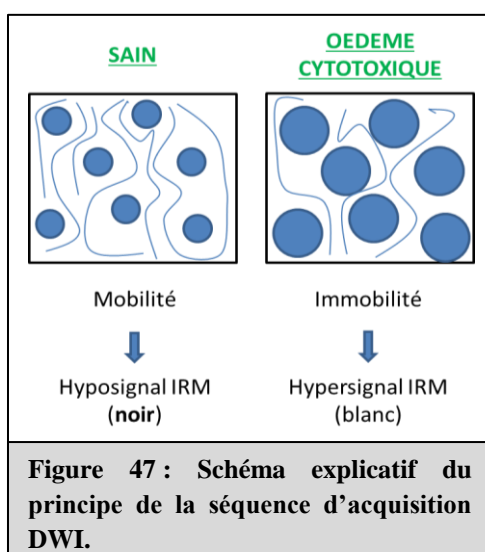 SAIN
OEDEME
CYTOTOXIQUE
Mobilité
Immobilité
Hyposignal IRM
(noir)
Hypersignal IRM
(blanc)
Figure 47 : Schéma explicatif du
principe de la séquence d'acquisition
DWI.